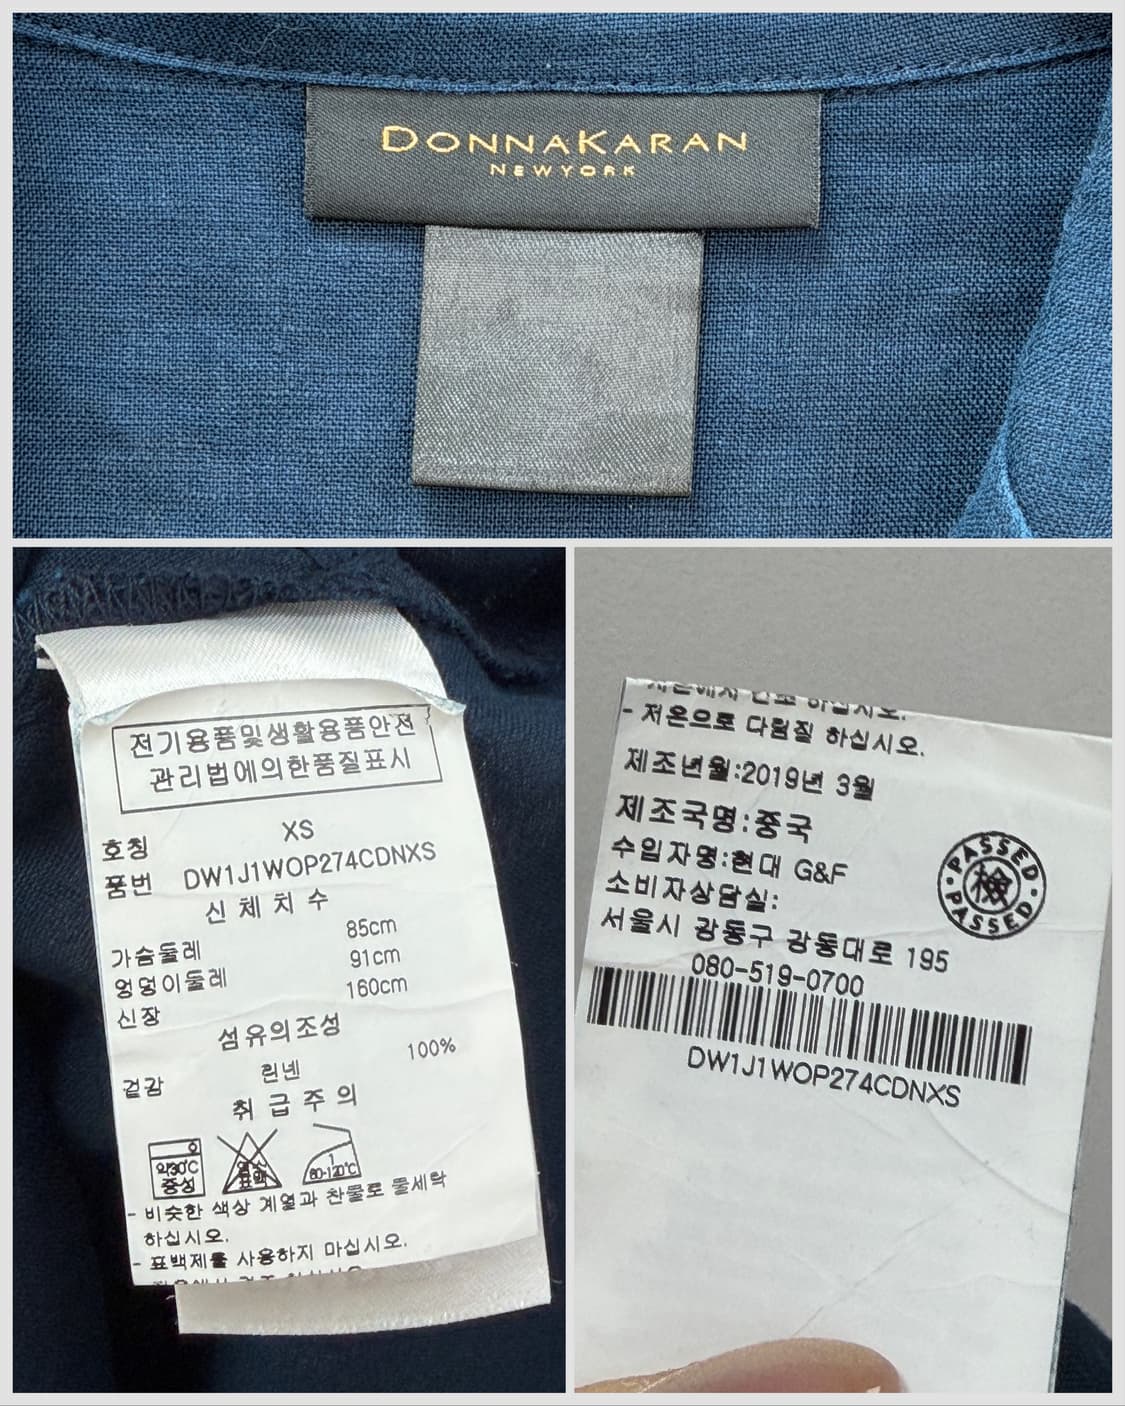 DONNAKARAN
NEWYORK
전기용품및생활용품안전
관리법에의한품질표시
호칭 XS
품번 DW1J1WOP274CDNXS
신체치수
가슴둘레 85cm
엉덩이둘레 91cm
신장 160cm
섬유의조성
겉감 린넨 100%
취급주의
약30℃
중성
염소
표백
80-120℃
- 비슷한 색상 계열과 찬물로 물세탁
하십시오.
- 표백제를 사용하지 마십시오.
- 저온으로 다림질 하십시오.
제조년월:2019년 3월
제조국명:중국
수입자명:현대 G&F
소비자상담실:
서울시 강동구 강동대로 195
080-519-0700
PASSED
檢
PASSED
DW1J1WOP274CDNXS